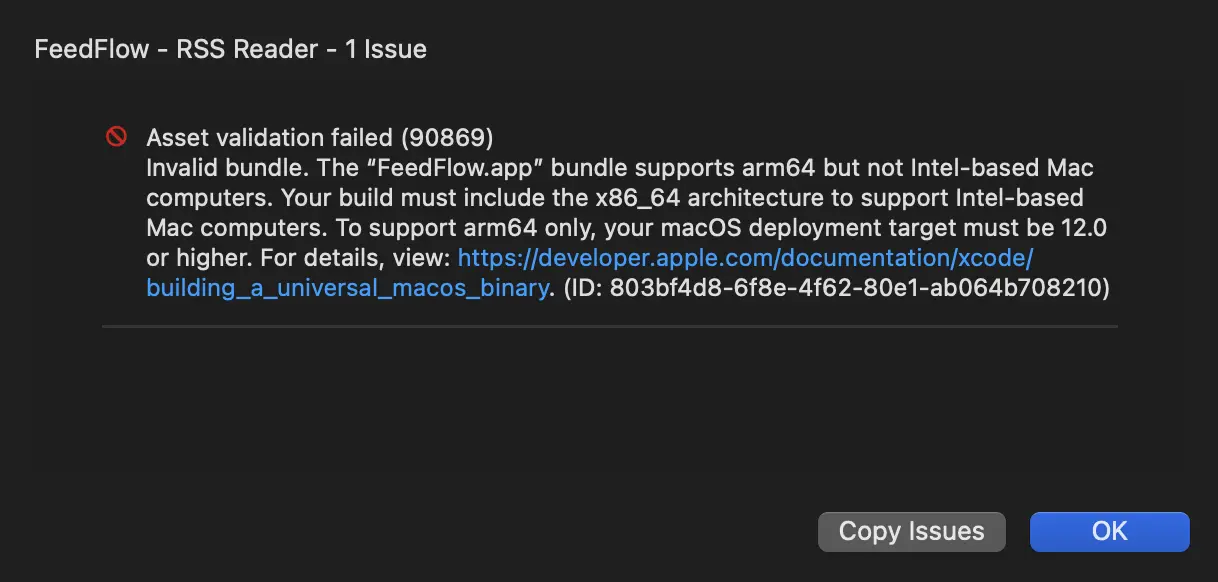 FeedFlow - RSS Reader - 1 Issue
Asset validation failed (90869)
Invalid bundle. The “FeedFlow.app” bundle supports arm64 but not Intel-based Mac
computers. Your build must include the x86_64 architecture to support Intel-based
Mac computers. To support arm64 only, your macOS deployment target must be 12.0
or higher. For details, view: https://developer.apple.com/documentation/xcode/
building_a_universal_macos_binary. (ID: 803bf4d8-6f8e-4f62-80e1-ab064b708210)
Copy Issues
OK